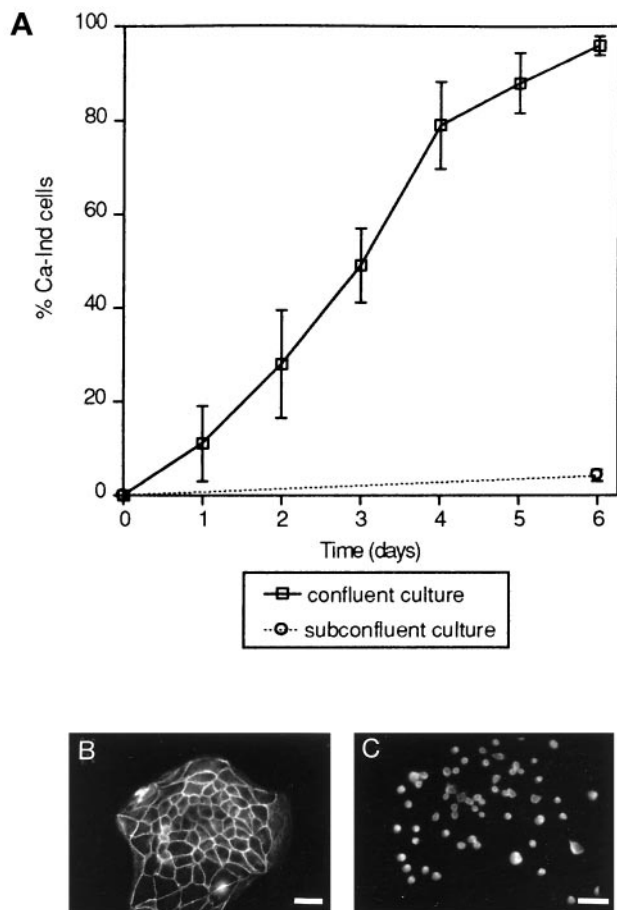 A
100
80
60
40
20
0
% Ca-Ind cells
0 1 2 3 4 5 6
Time (days)
confluent culture
subconfluent culture
B
C